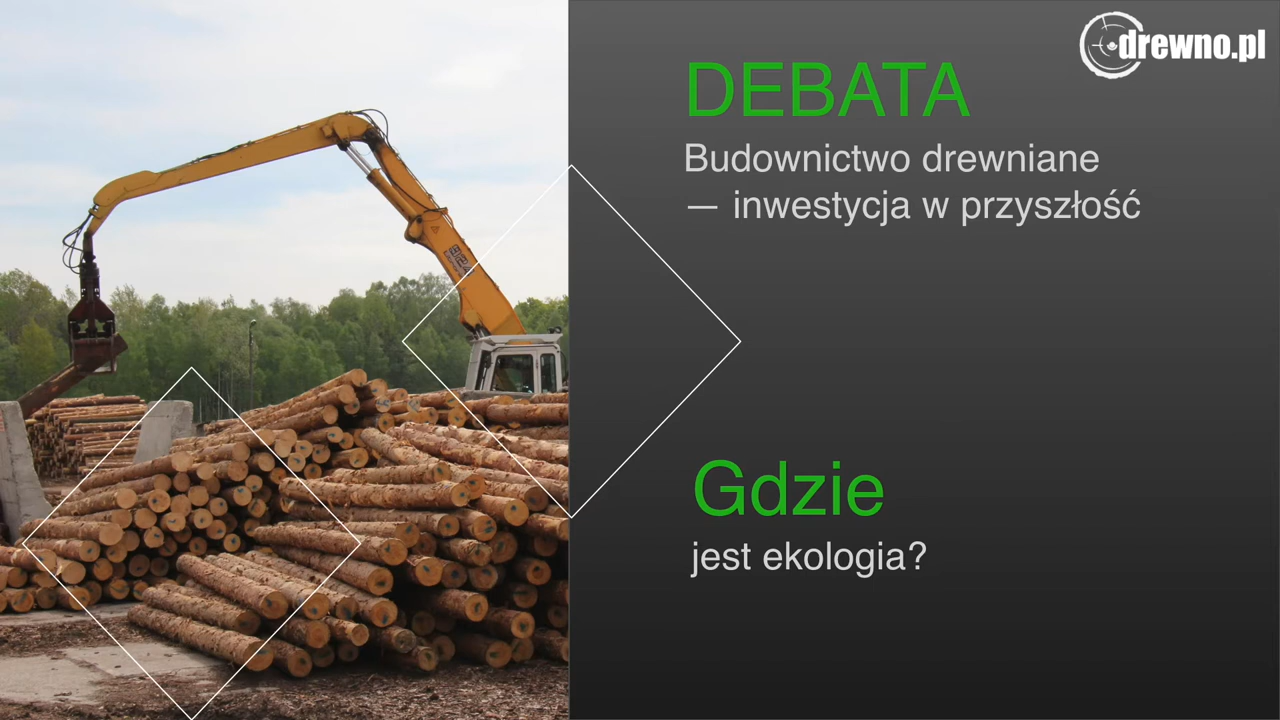 drewno.pl
DEBATA
Budownictwo drewniane
— inwestycja w przyszłość
Gdzie
jest ekologia?